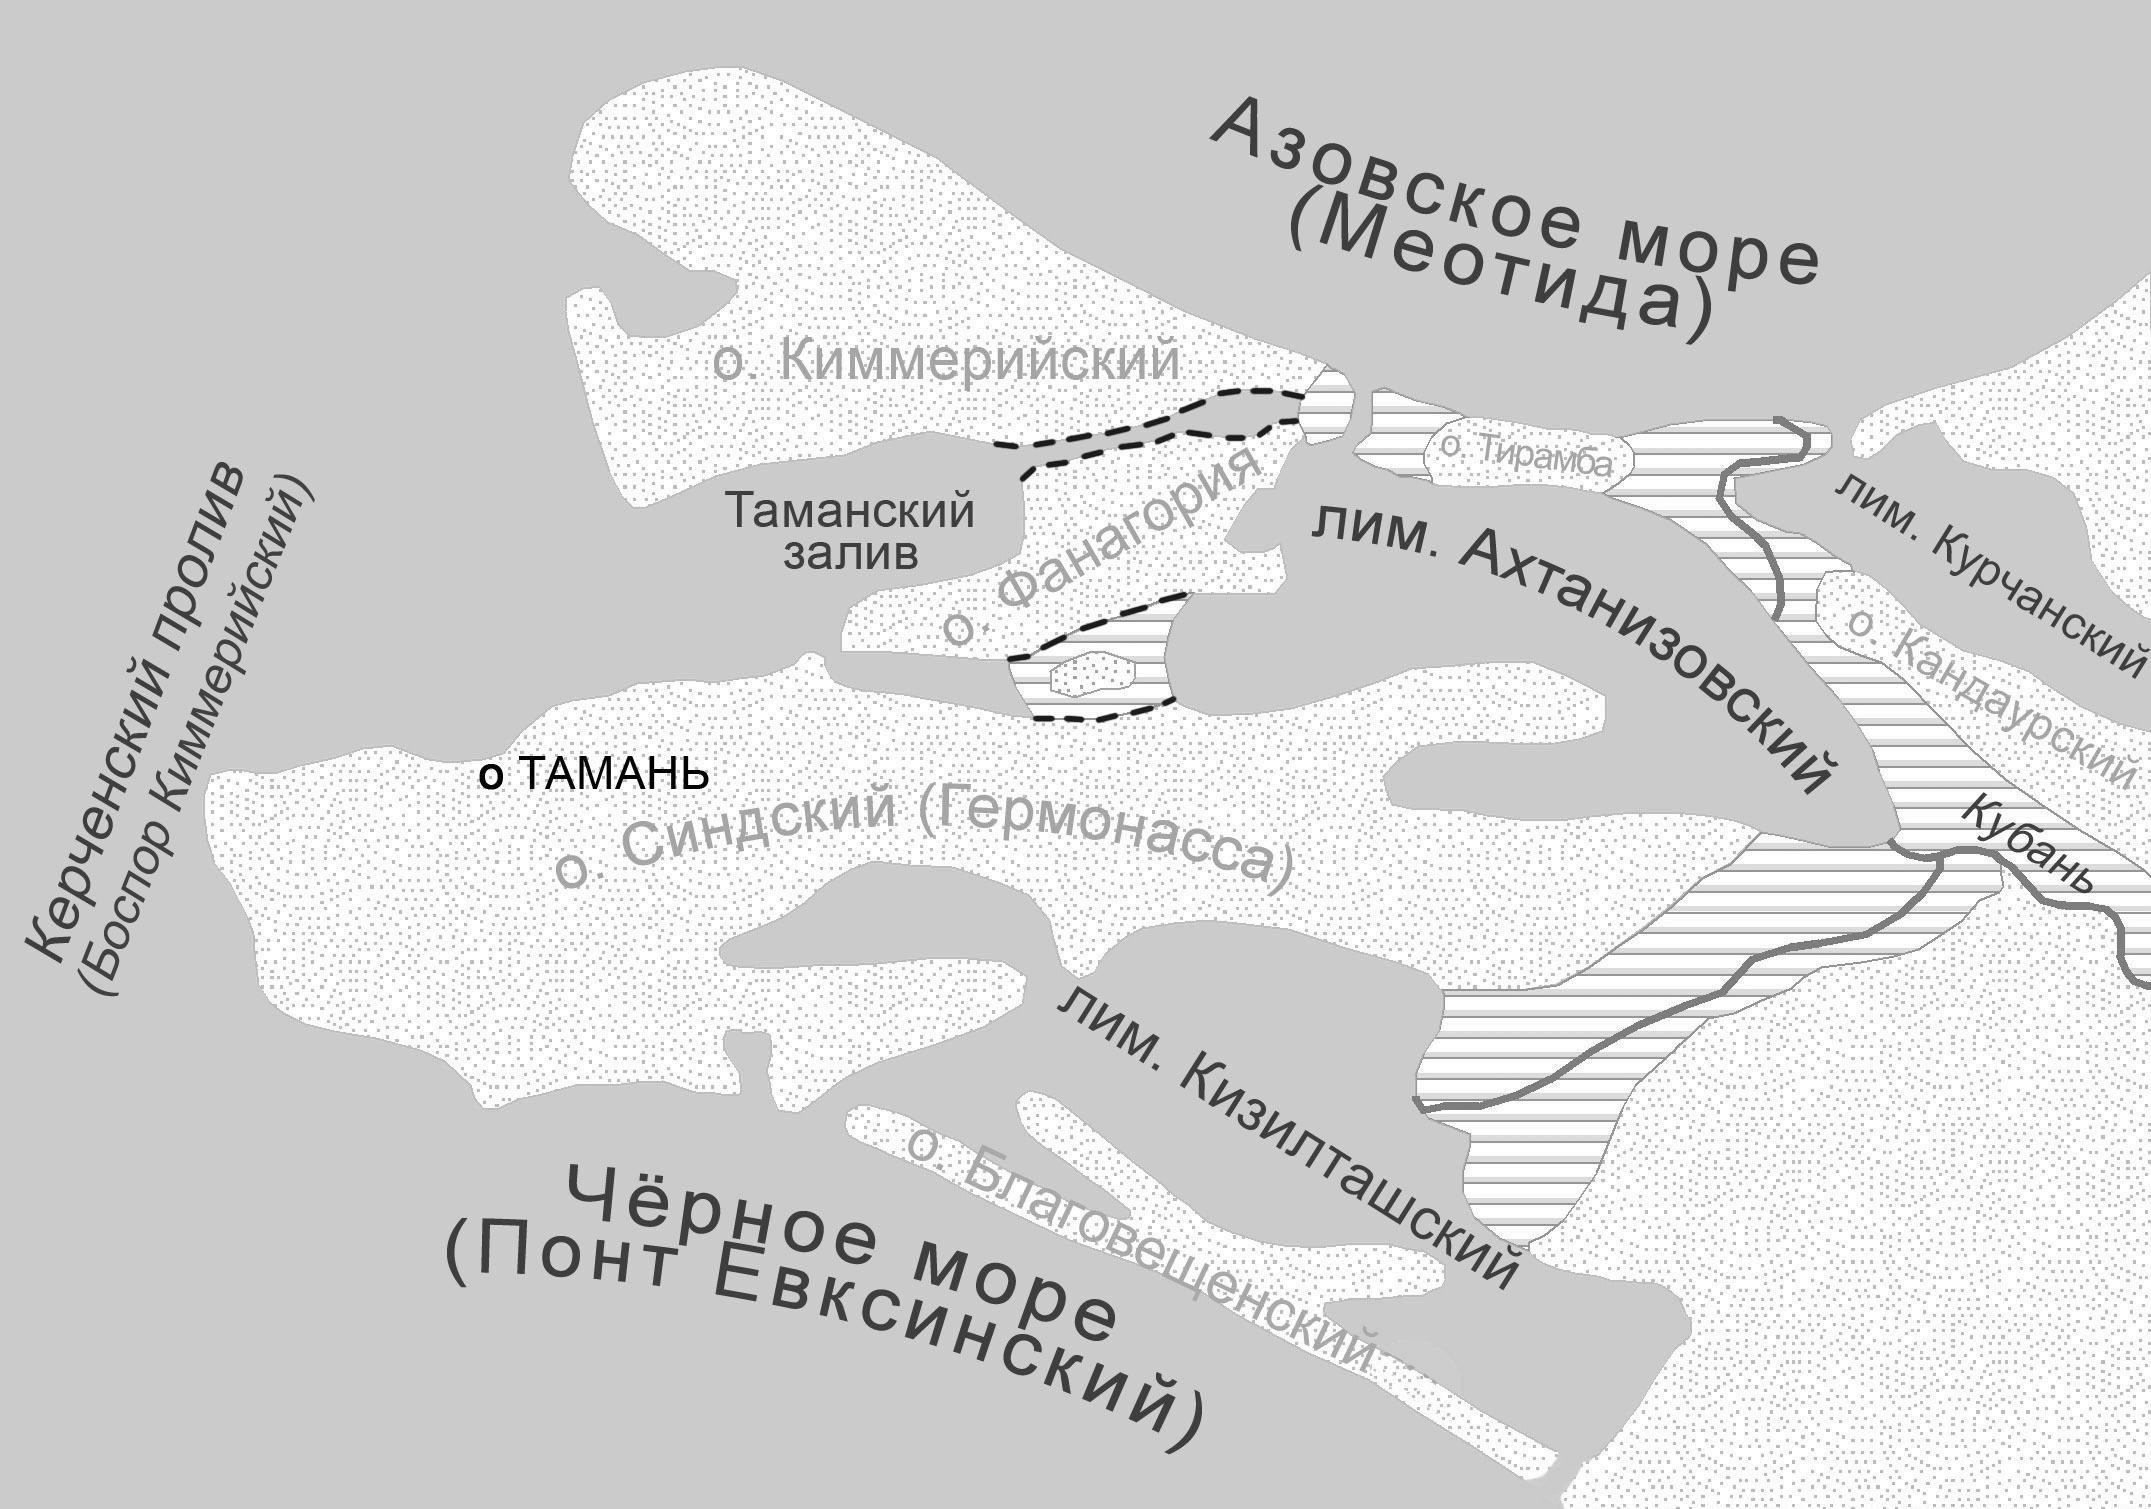 Азовское море
(Меотида)
о. Киммерийский
о. Тирамба
Таманский
залив
о. Фанагория
лим. Ахтанизовский
лим. Курчанский
о. Кандаурский
Керченский пролив
(Боспор Киммерийский)
о ТАМАНЬ
о. Синдский (Гермонасса)
Кубань
лим. Кизилташский
о. Благовещенский
Чёрное море
(Понт Евксинский)